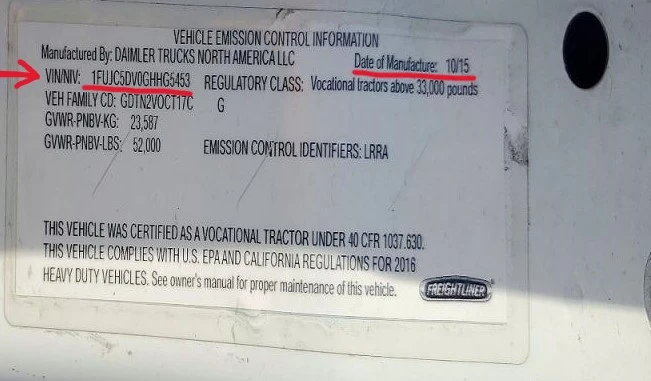 VEHICLE EMISSION CONTROL INFORMATION
Manufactured By: DAIMLER TRUCKS NORTH AMERICA LLC Date of Manufacture: 10/15
VIN/NIV: 1FUJC5DV0GHHG5453 REGULATORY CLASS: Vocational tractors above 33,000 pounds
VEH FAMILY CD: GDTN2VOCT17C G
GVWR-PNBV-KG: 23,587
GVWR-PNBV-LBS: 52,000 EMISSION CONTROL IDENTIFIERS: LRRA
THIS VEHICLE WAS CERTIFIED AS A VOCATIONAL TRACTOR UNDER 40 CFR 1037.630.
THIS VEHICLE COMPLIES WITH U.S. EPA AND CALIFORNIA REGULATIONS FOR 2016
HEAVY DUTY VEHICLES. See owner's manual for proper maintenance of this vehicle. FREIGHTLINER